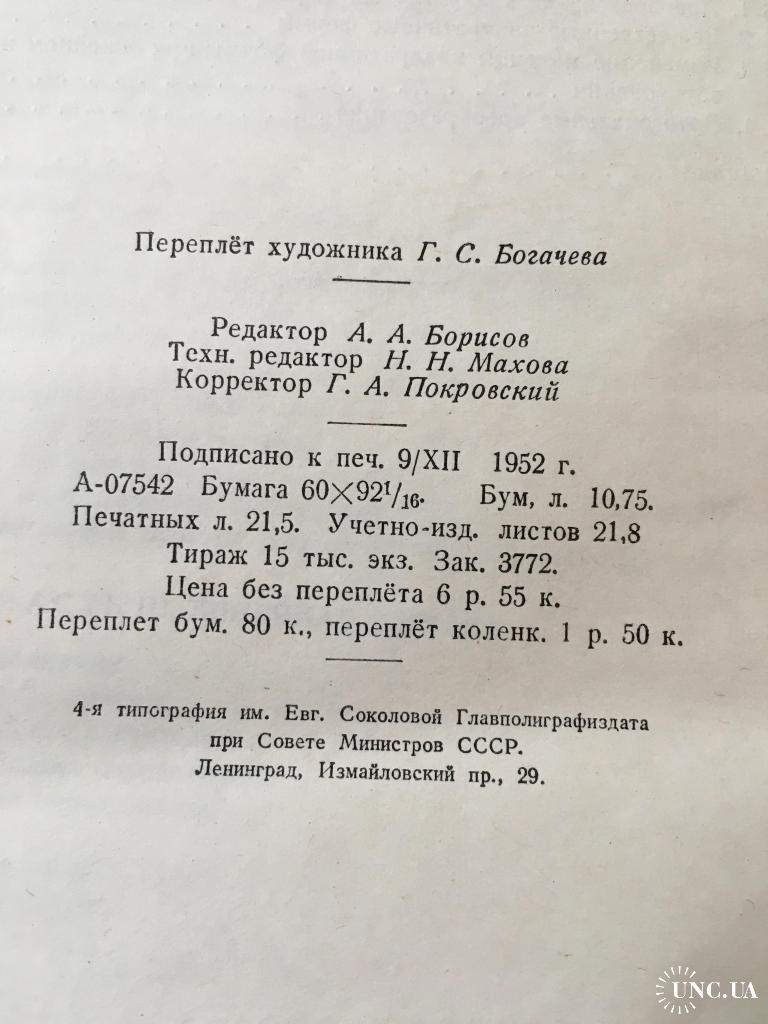 Переплёт художника Г. С. Богачева
Редактор А. А. Борисов
Техн. редактор Н. Н. Махова
Корректор Г. А. Покровский
Подписано к печ. 9/XII 1952 г.
А-07542 Бумага 60×92¹/₁₆. Бум, л. 10,75.
Печатных л. 21,5. Учетно-изд. листов 21,8
Тираж 15 тыс. экз. Зак. 3772.
Цена без переплёта 6 р. 55 к.
Переплет бум. 80 к., переплёт коленк. 1 р. 50 к.
4-я типография им. Евг. Соколовой Главполиграфиздата
при Совете Министров СССР.
Ленинград, Измайловский пр., 29.
UNC.UA